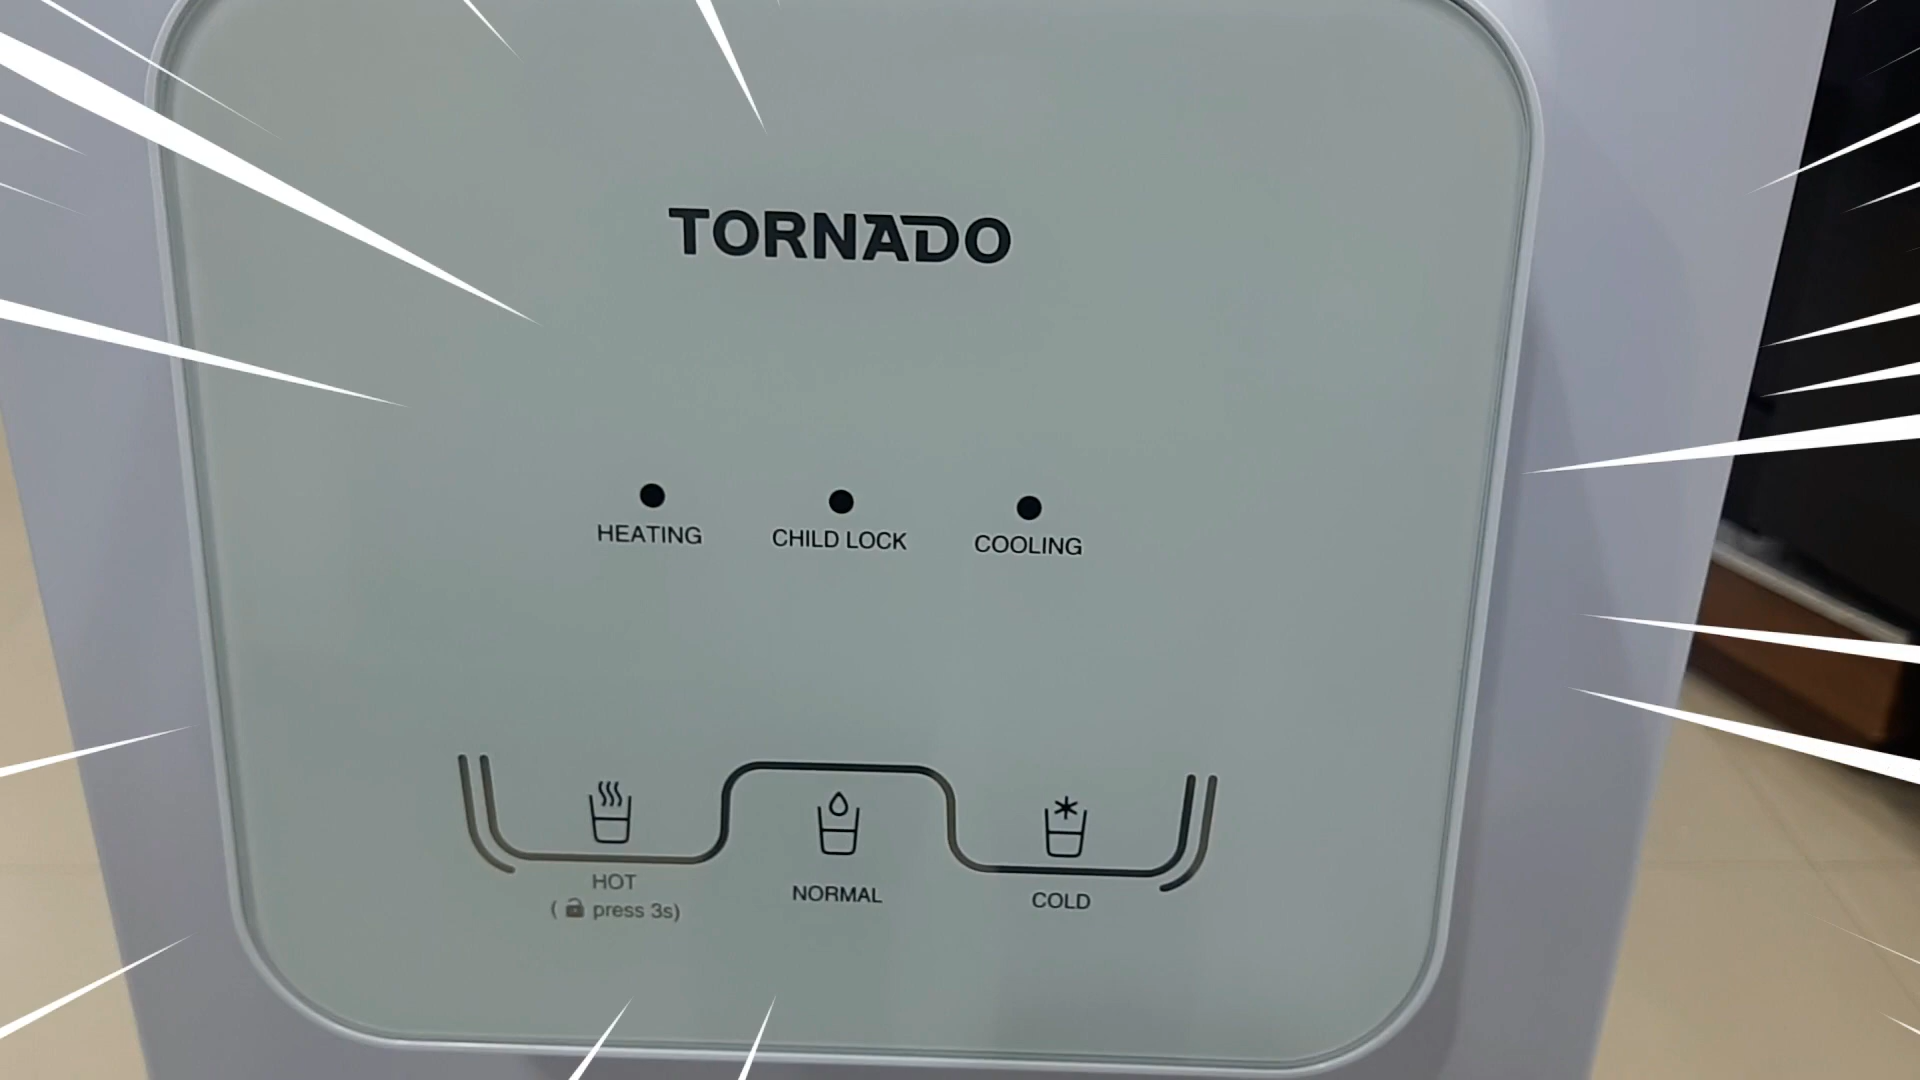 TORNADO
HEATING
CHILD LOCK
COOLING
HOT
( press 3s)
NORMAL
COLD